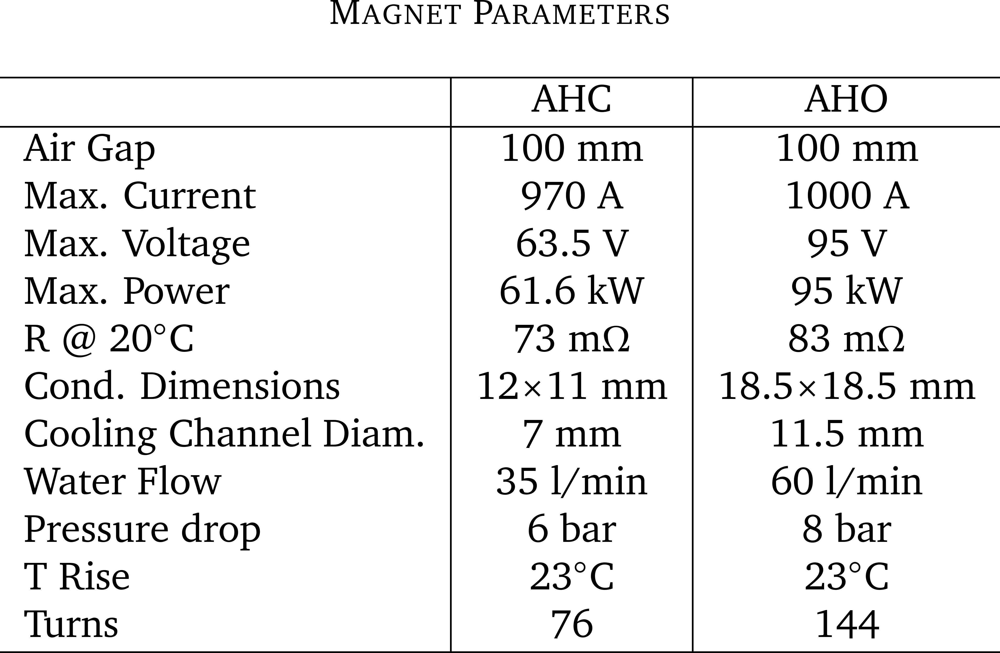 MAGNET PARAMETERS
AHC AHO
Air Gap 100 mm 100 mm
Max. Current 970 A 1000 A
Max. Voltage 63.5 V 95 V
Max. Power 61.6 kW 95 kW
R @ 20°C 73 mΩ 83 mΩ
Cond. Dimensions 12×11 mm 18.5×18.5 mm
Cooling Channel Diam. 7 mm 11.5 mm
Water Flow 35 l/min 60 l/min
Pressure drop 6 bar 8 bar
T Rise 23°C 23°C
Turns 76 144